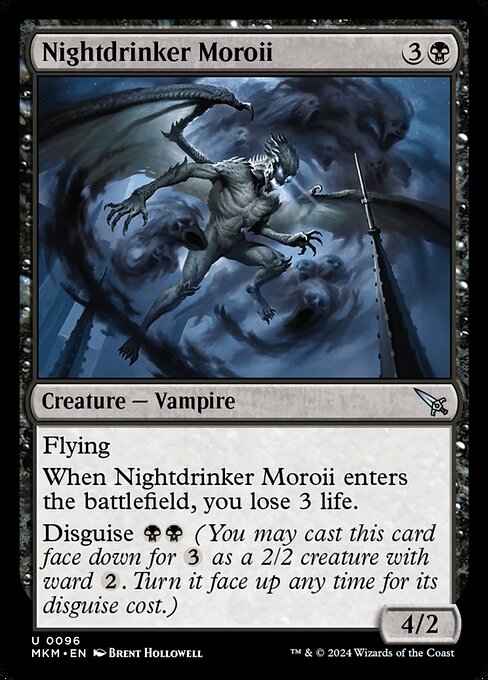 Nightdrinker Moroii 3
Creature — Vampire
Flying
When Nightdrinker Moroii enters
the battlefield, you lose 3 life.
Disguise (You may cast this card
face down for 3 as a 2/2 creature with
ward 2. Turn it face up any time for its
disguise cost.)
4/2
U 0096
MKM • EN Brent Hollowell
™ & © 2024 Wizards of the Coast